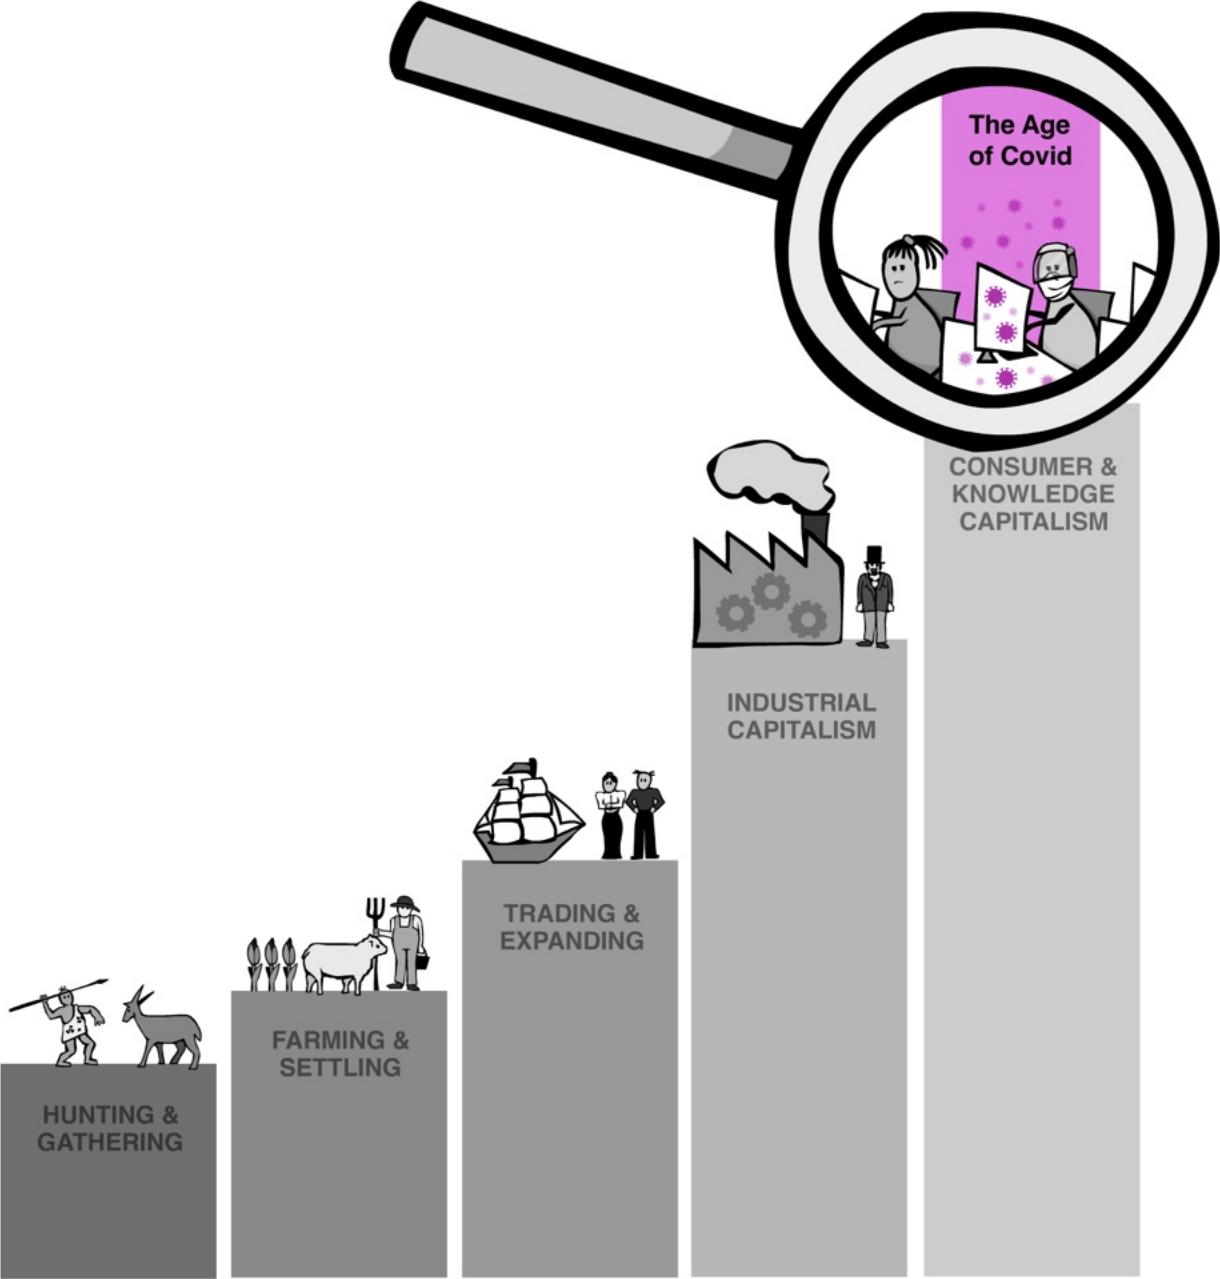 The Age
of Covid
CONSUMER &
KNOWLEDGE
CAPITALISM
INDUSTRIAL
CAPITALISM
TRADING &
EXPANDING
FARMING &
SETTLING
HUNTING &
GATHERING